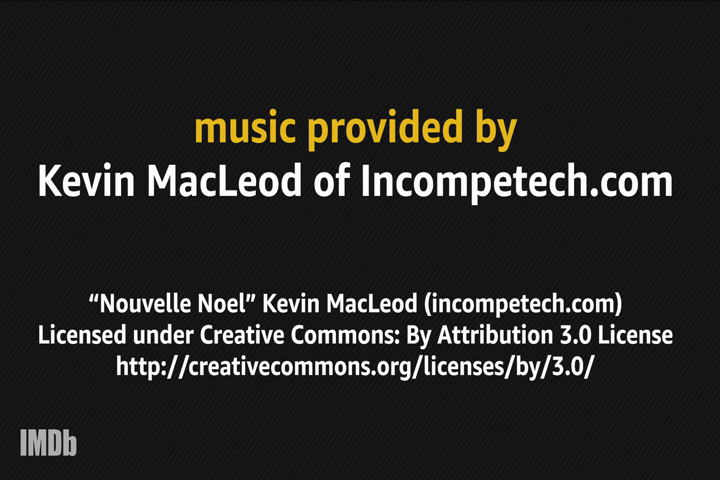 music provided by
Kevin MacLeod of Incompetech.com
“Nouvelle Noel” Kevin MacLeod (incompetech.com)
Licensed under Creative Commons: By Attribution 3.0 License
http://creativecommons.org/licenses/by/3.0/
IMDb